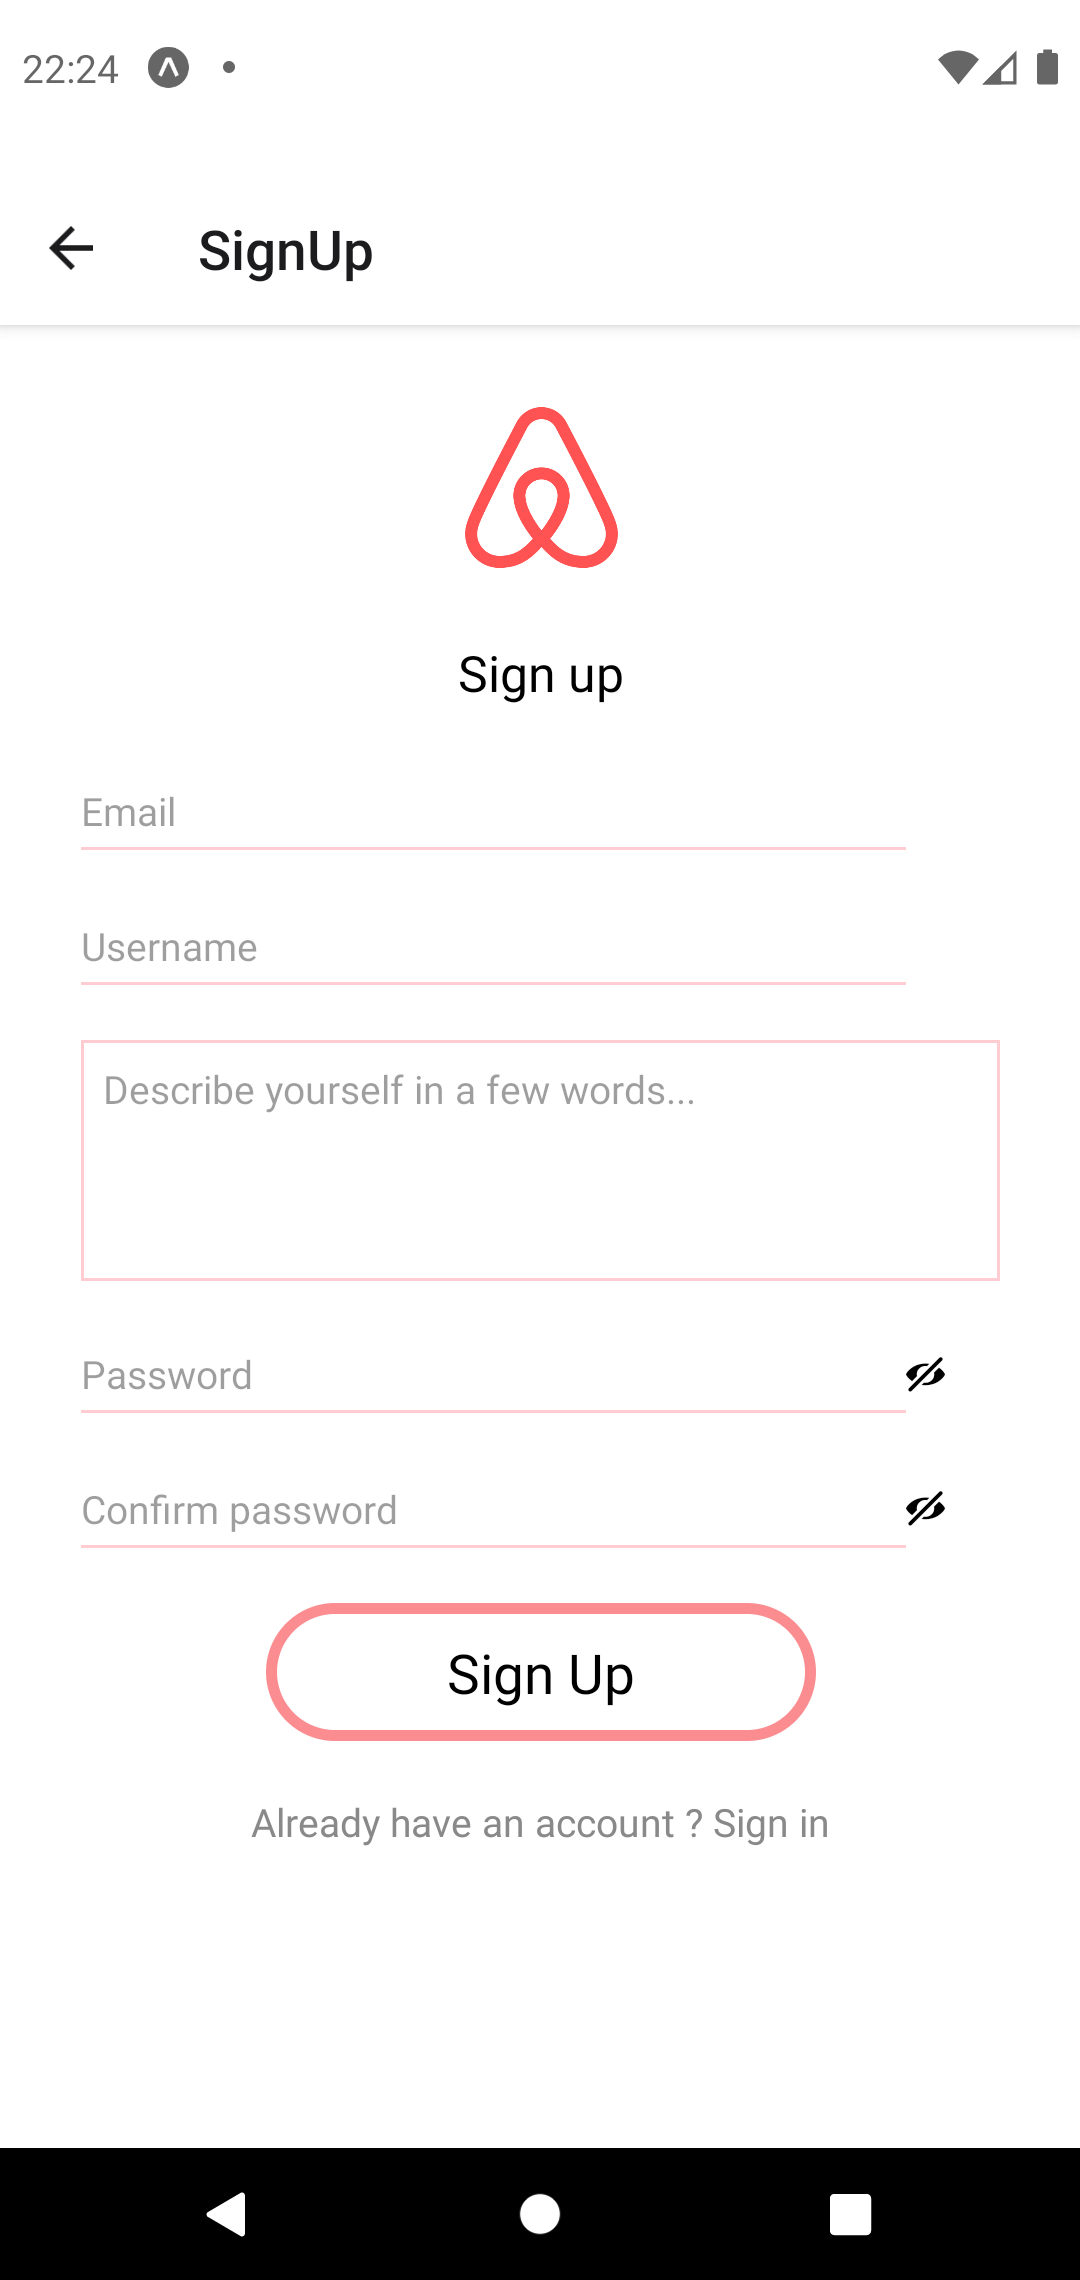 22:24
SignUp
Sign up
Email
Username
Describe yourself in a few words...
Password
Confirm password
Sign Up
Already have an account ? Sign in